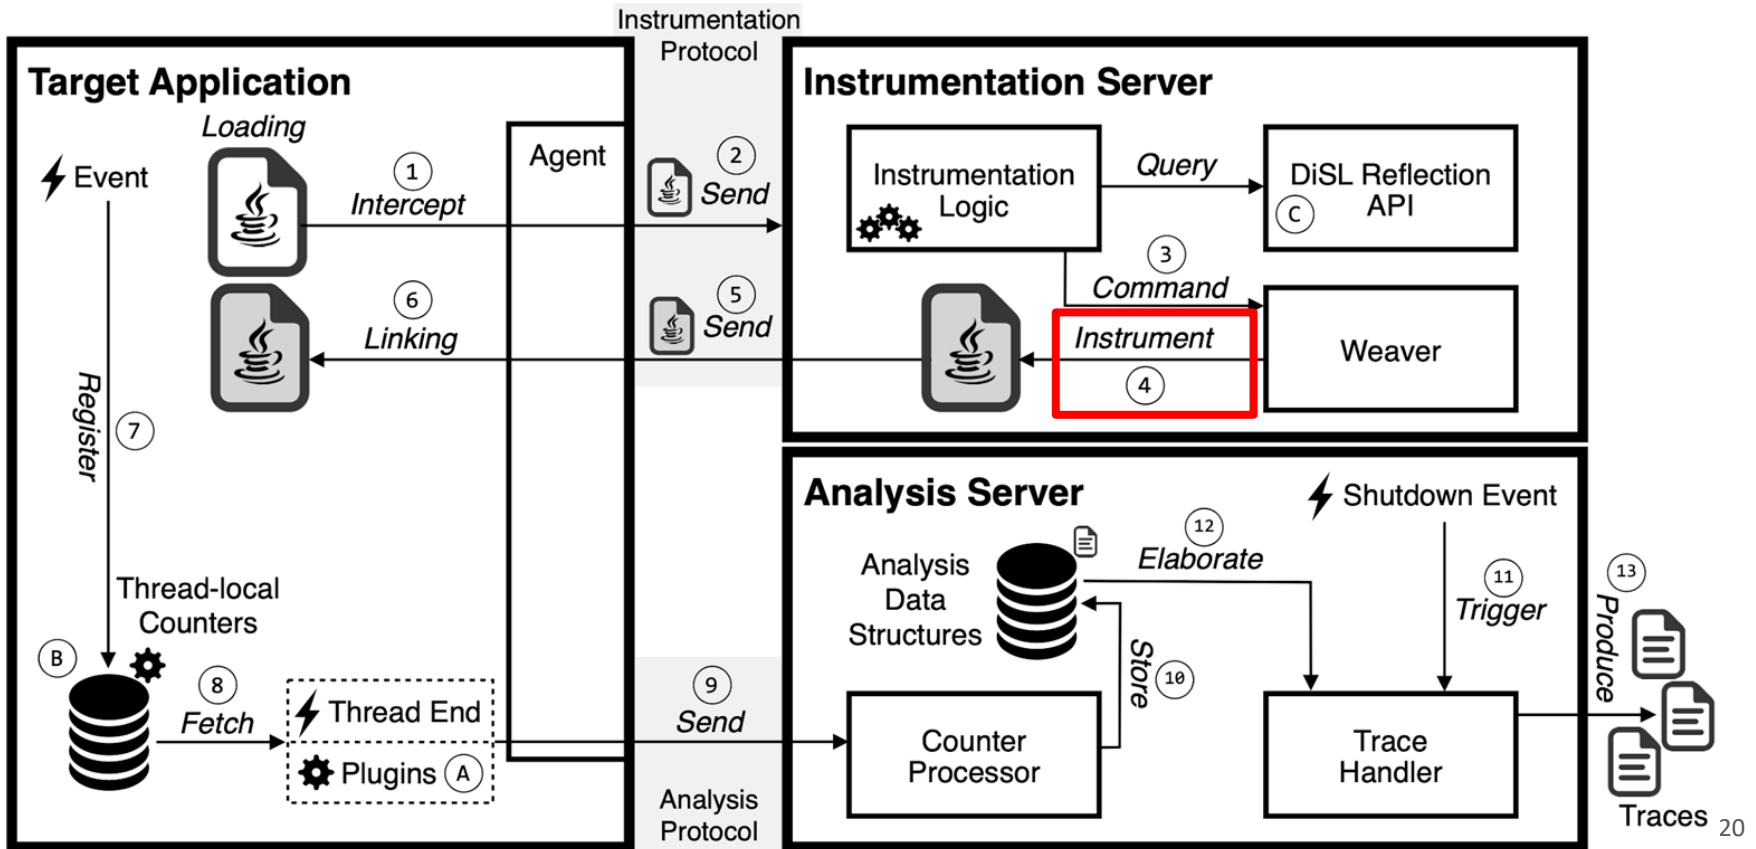 Instrumentation
Protocol
Target Application
Loading
Event
Agent
1
Intercept
2
Send
6
Linking
5
Send
Register
7
Thread-local
Counters
B
8
Fetch
Thread End
Plugins A
9
Send
Analysis
Protocol
Instrumentation Server
Instrumentation
Logic
Query
DiSL Reflection
API
C
3
Command
Instrument
4
Weaver
Analysis Server
Shutdown Event
12
Elaborate
Analysis
Data
Structures
11
Trigger
13
Produce
Store
10
Counter
Processor
Trace
Handler
Traces
20